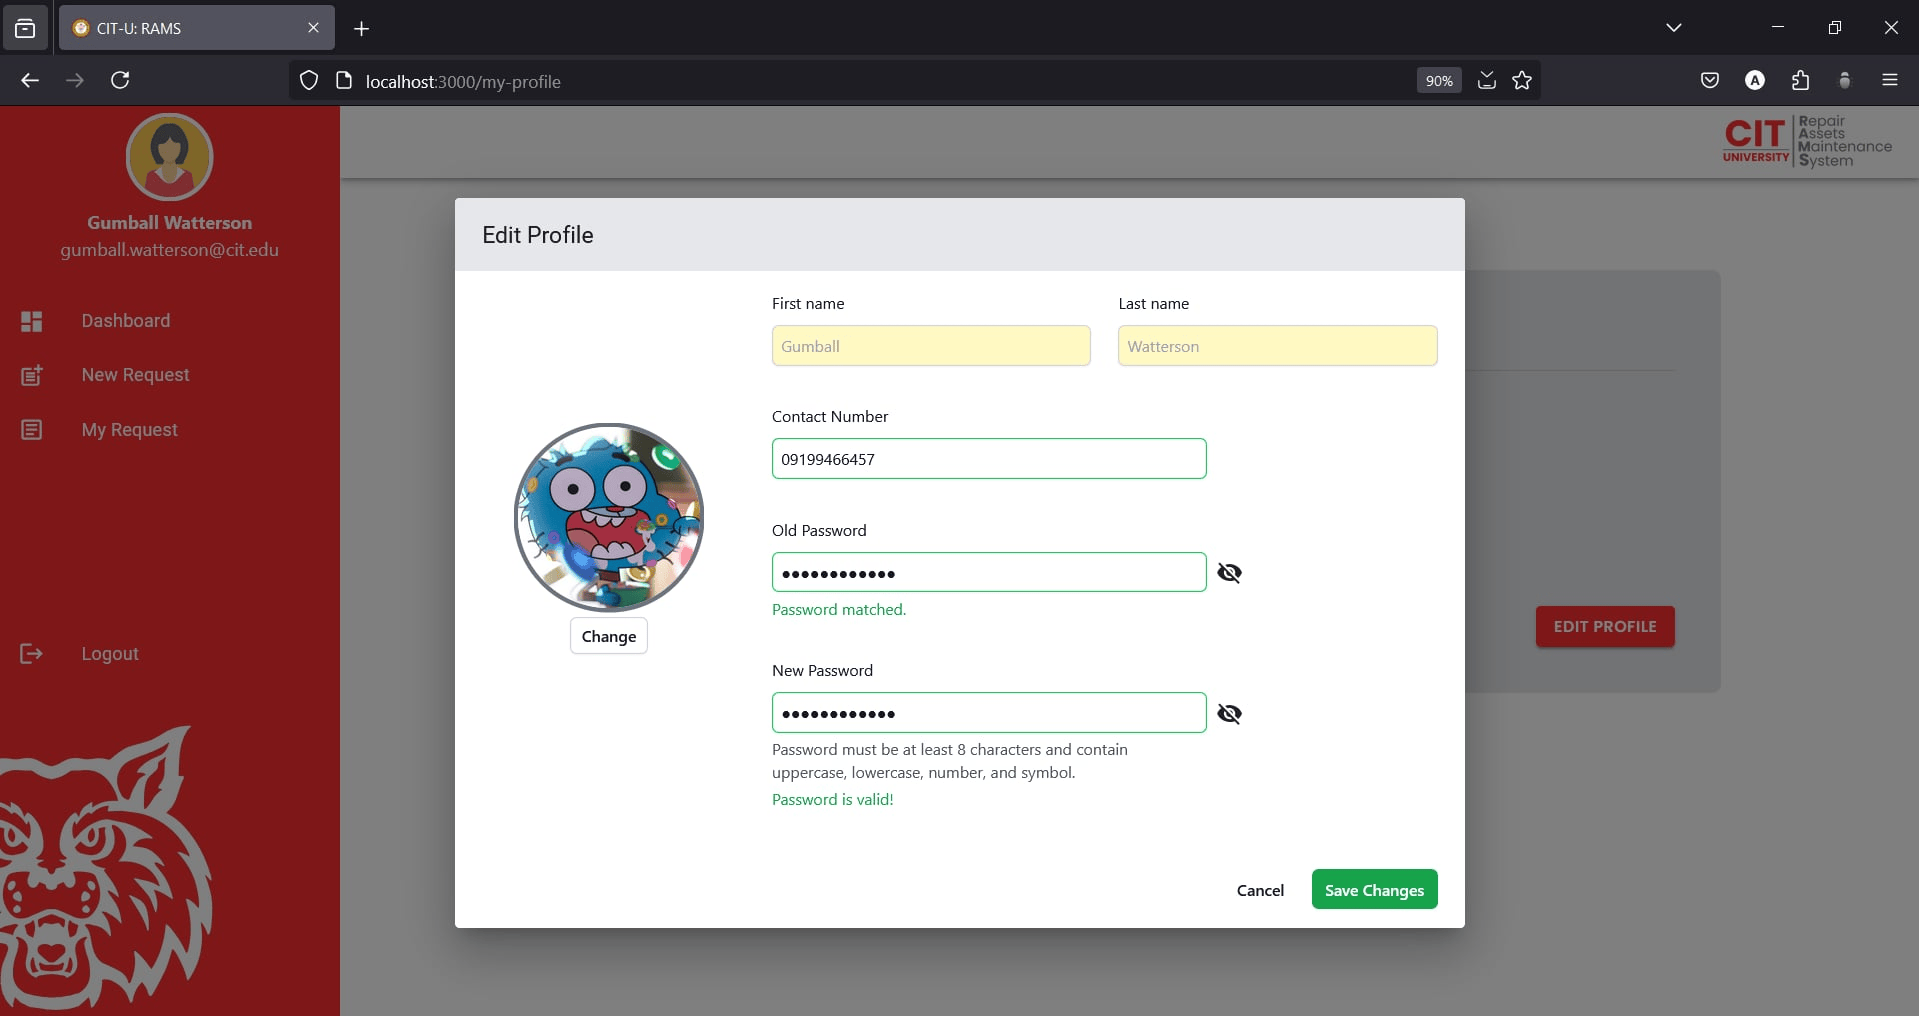 CIT-U: RAMS
localhost:3000/my-profile
90%
A
Gumball Watterson
gumball.watterson@cit.edu
Dashboard
New Request
My Request
Logout
CIT
UNIVERSITY
Repair
Assets
Maintenance
System
Edit Profile
First name
Last name
Gumball
Watterson
Contact Number
09199466457
Old Password
●●●●●●●●●●●●
Password matched.
Change
New Password
●●●●●●●●●●●●
Password must be at least 8 characters and contain
uppercase, lowercase, number, and symbol.
Password is valid!
EDIT PROFILE
Cancel
Save Changes